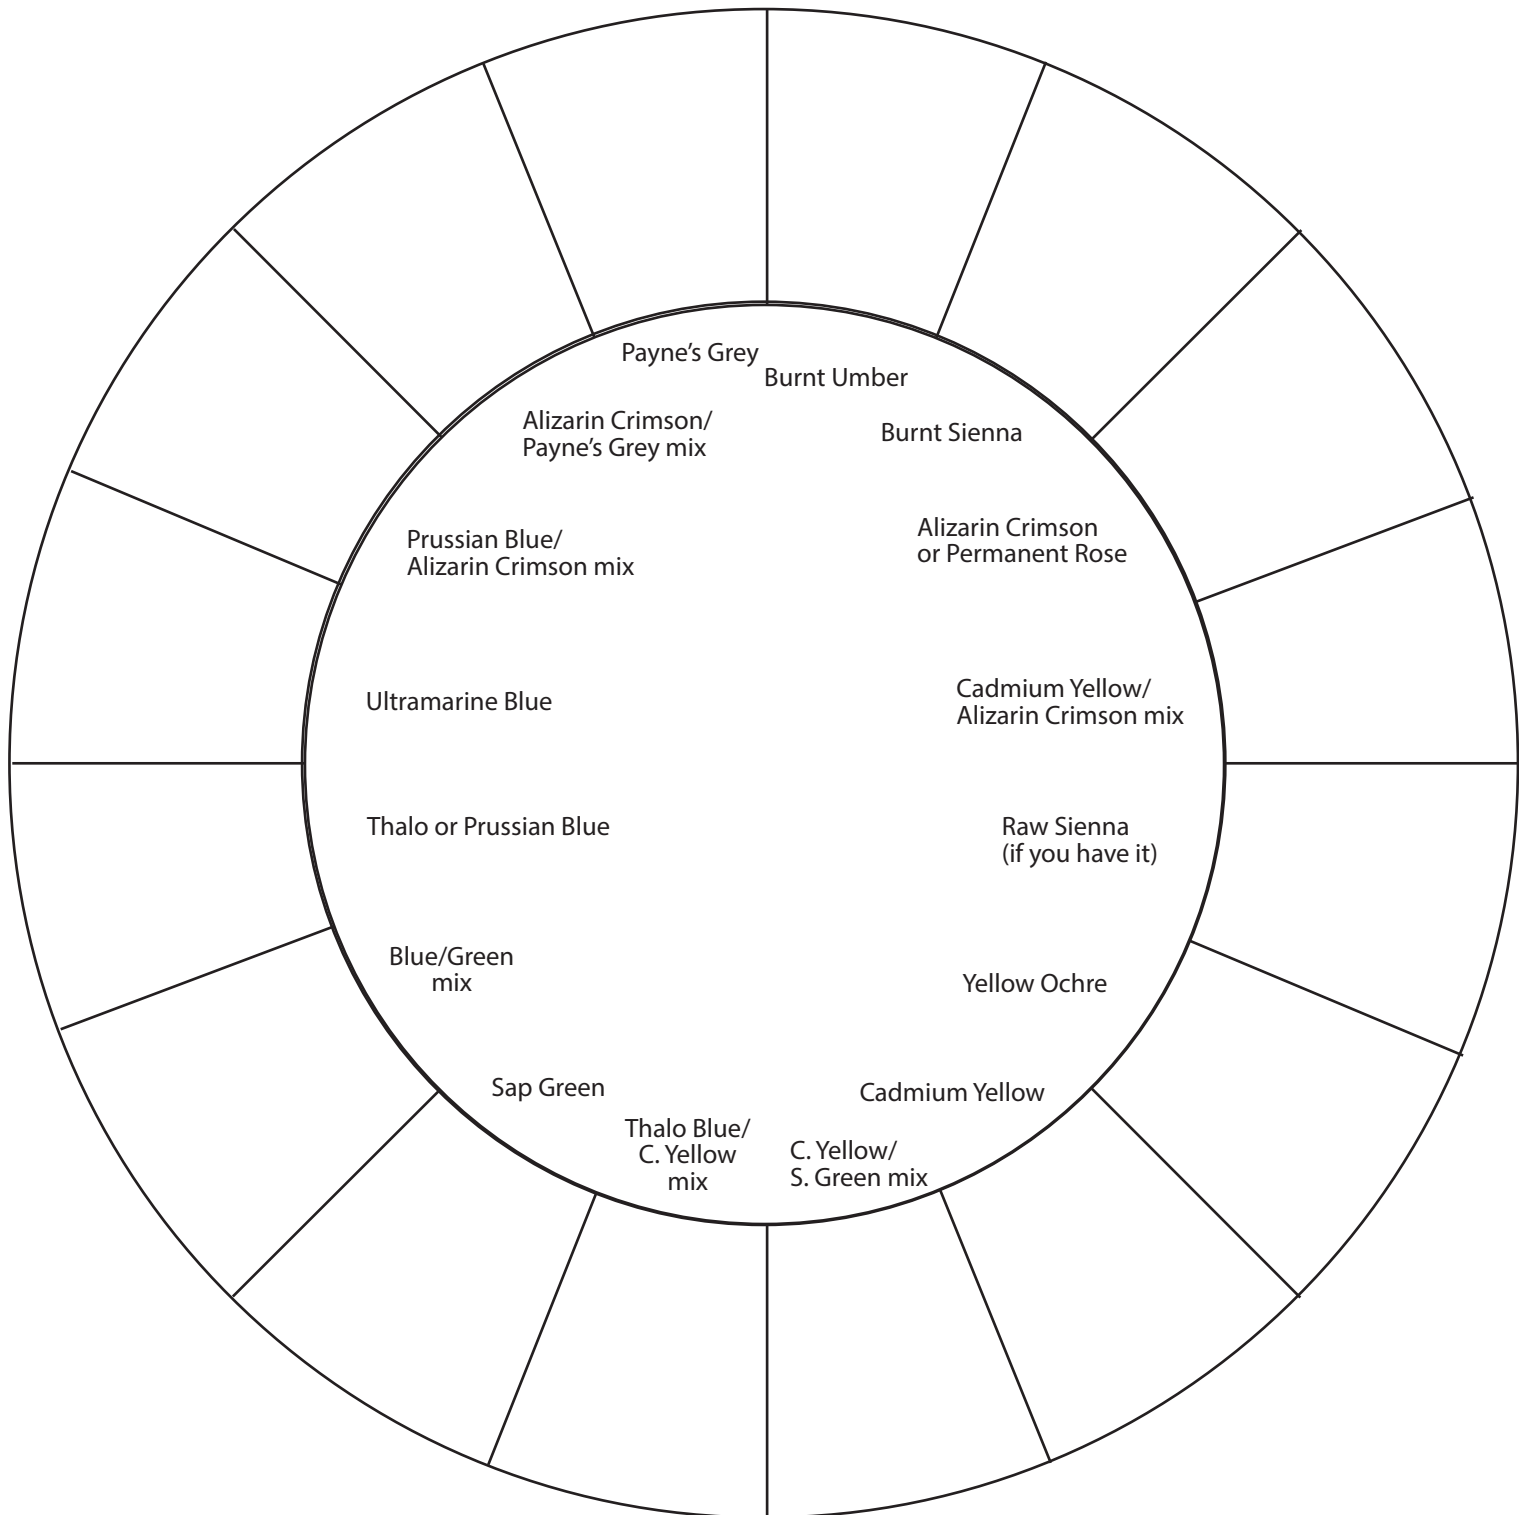 Payne’s Grey
Burnt Umber
Alizarin Crimson/
Payne’s Grey mix
Burnt Sienna
Prussian Blue/
Alizarin Crimson mix
Alizarin Crimson
or Permanent Rose
Ultramarine Blue
Cadmium Yellow/
Alizarin Crimson mix
Thalo or Prussian Blue
Raw Sienna
(if you have it)
Blue/Green
mix
Yellow Ochre
Sap Green
Cadmium Yellow
Thalo Blue/
C. Yellow
mix
C. Yellow/
S. Green mix